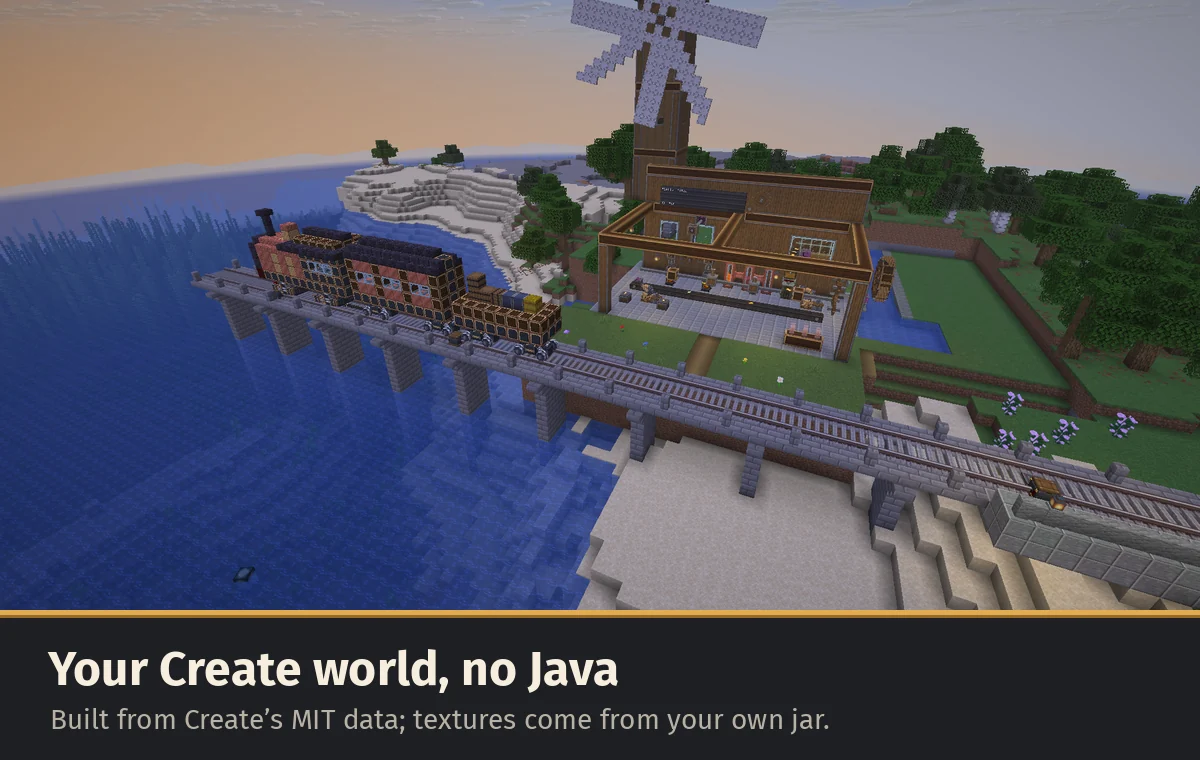 Your Create world, no Java
Built from Create’s MIT data; textures come from your own jar.